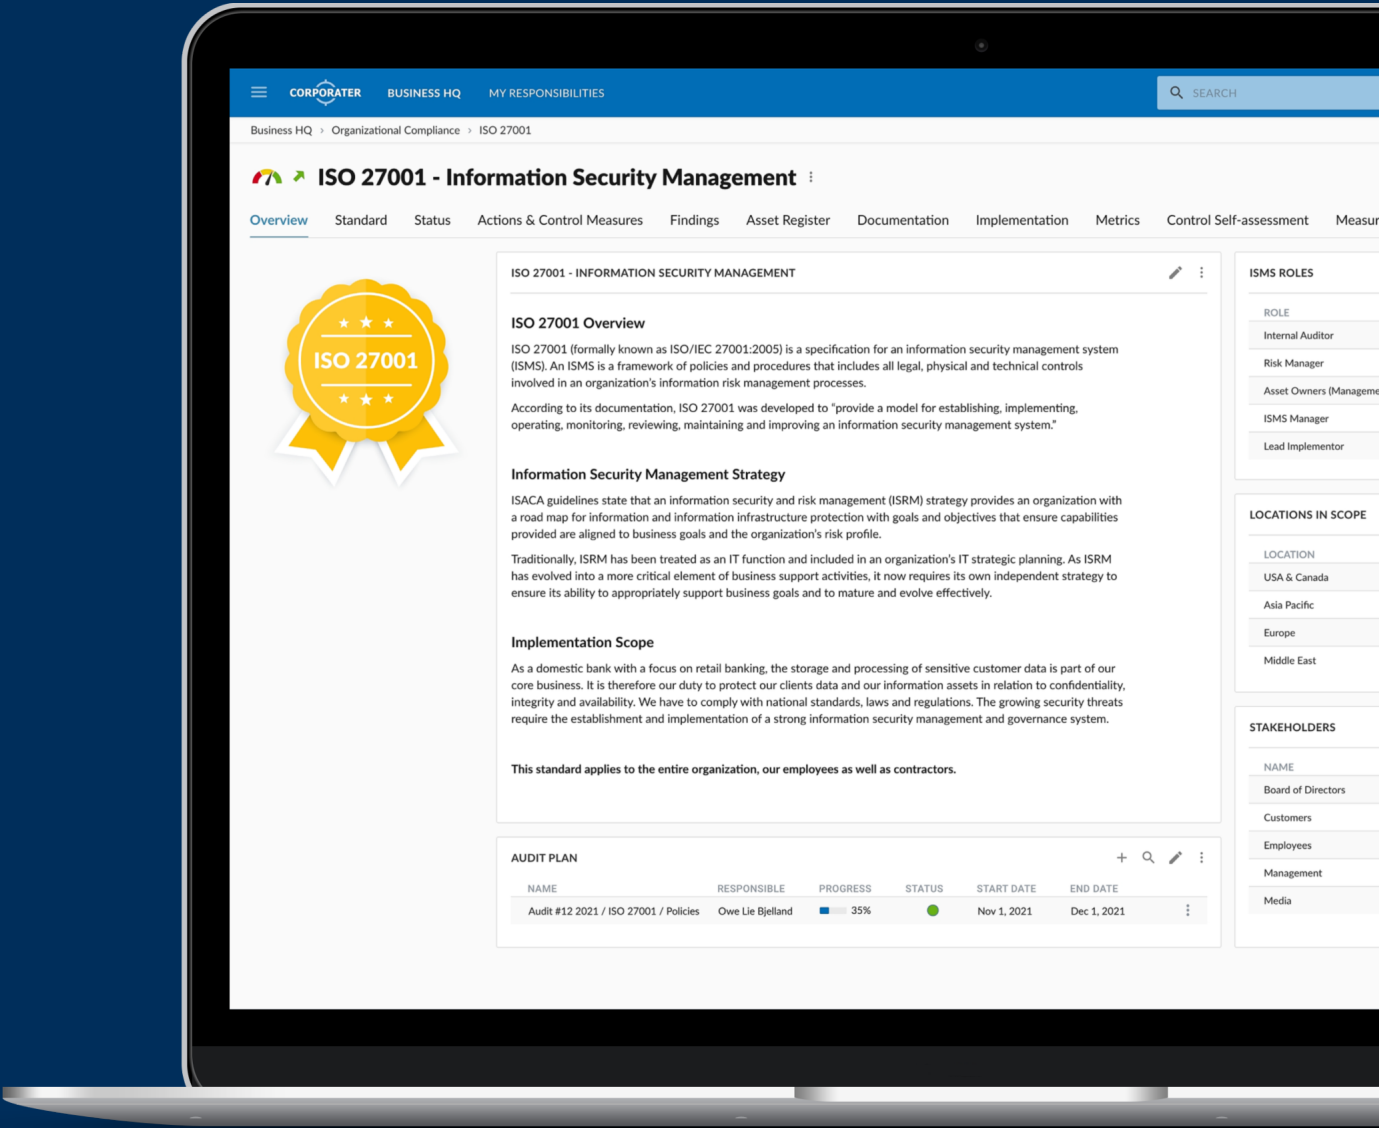 CORPORATER BUSINESS HQ MY RESPONSIBILITIES SEARCH
Business HQ > Organizational Compliance > ISO 27001
ISO 27001 - Information Security Management
Overview Standard Status Actions & Control Measures Findings Asset Register Documentation Implementation Metrics Control Self-assessment Measur
ISO 27001
ISO 27001 - INFORMATION SECURITY MANAGEMENT
ISO 27001 Overview
ISO 27001 (formally known as ISO/IEC 27001:2005) is a specification for an information security management system
(ISMS). An ISMS is a framework of policies and procedures that includes all legal, physical and technical controls
involved in an organization's information risk management processes.
According to its documentation, ISO 27001 was developed to "provide a model for establishing, implementing,
operating, monitoring, reviewing, maintaining and improving an information security management system."
Information Security Management Strategy
ISACA guidelines state that an information security and risk management (ISRM) strategy provides an organization with
a road map for information and information infrastructure protection with goals and objectives that ensure capabilities
provided are aligned to business goals and the organization's risk profile.
Traditionally, ISRM has been treated as an IT function and included in an organization's IT strategic planning. As ISRM
has evolved into a more critical element of business support activities, it now requires its own independent strategy to
ensure its ability to appropriately support business goals and to mature and evolve effectively.
Implementation Scope
As a domestic bank with a focus on retail banking, the storage and processing of sensitive customer data is part of our
core business. It is therefore our duty to protect our clients data and our information assets in relation to confidentiality,
integrity and availability. We have to comply with national standards, laws and regulations. The growing security threats
require the establishment and implementation of a strong information security management and governance system.
This standard applies to the entire organization, our employees as well as contractors.
AUDIT PLAN
NAME RESPONSIBLE PROGRESS STATUS START DATE END DATE
Audit #12 2021 / ISO 27001 / Policies Owe Lie Bjelland 35% Nov 1, 2021 Dec 1, 2021
ISMS ROLES
ROLE
Internal Auditor
Risk Manager
Asset Owners (Manageme
ISMS Manager
Lead Implementor
LOCATIONS IN SCOPE
LOCATION
USA & Canada
Asia Pacific
Europe
Middle East
STAKEHOLDERS
NAME
Board of Directors
Customers
Employees
Management
Media